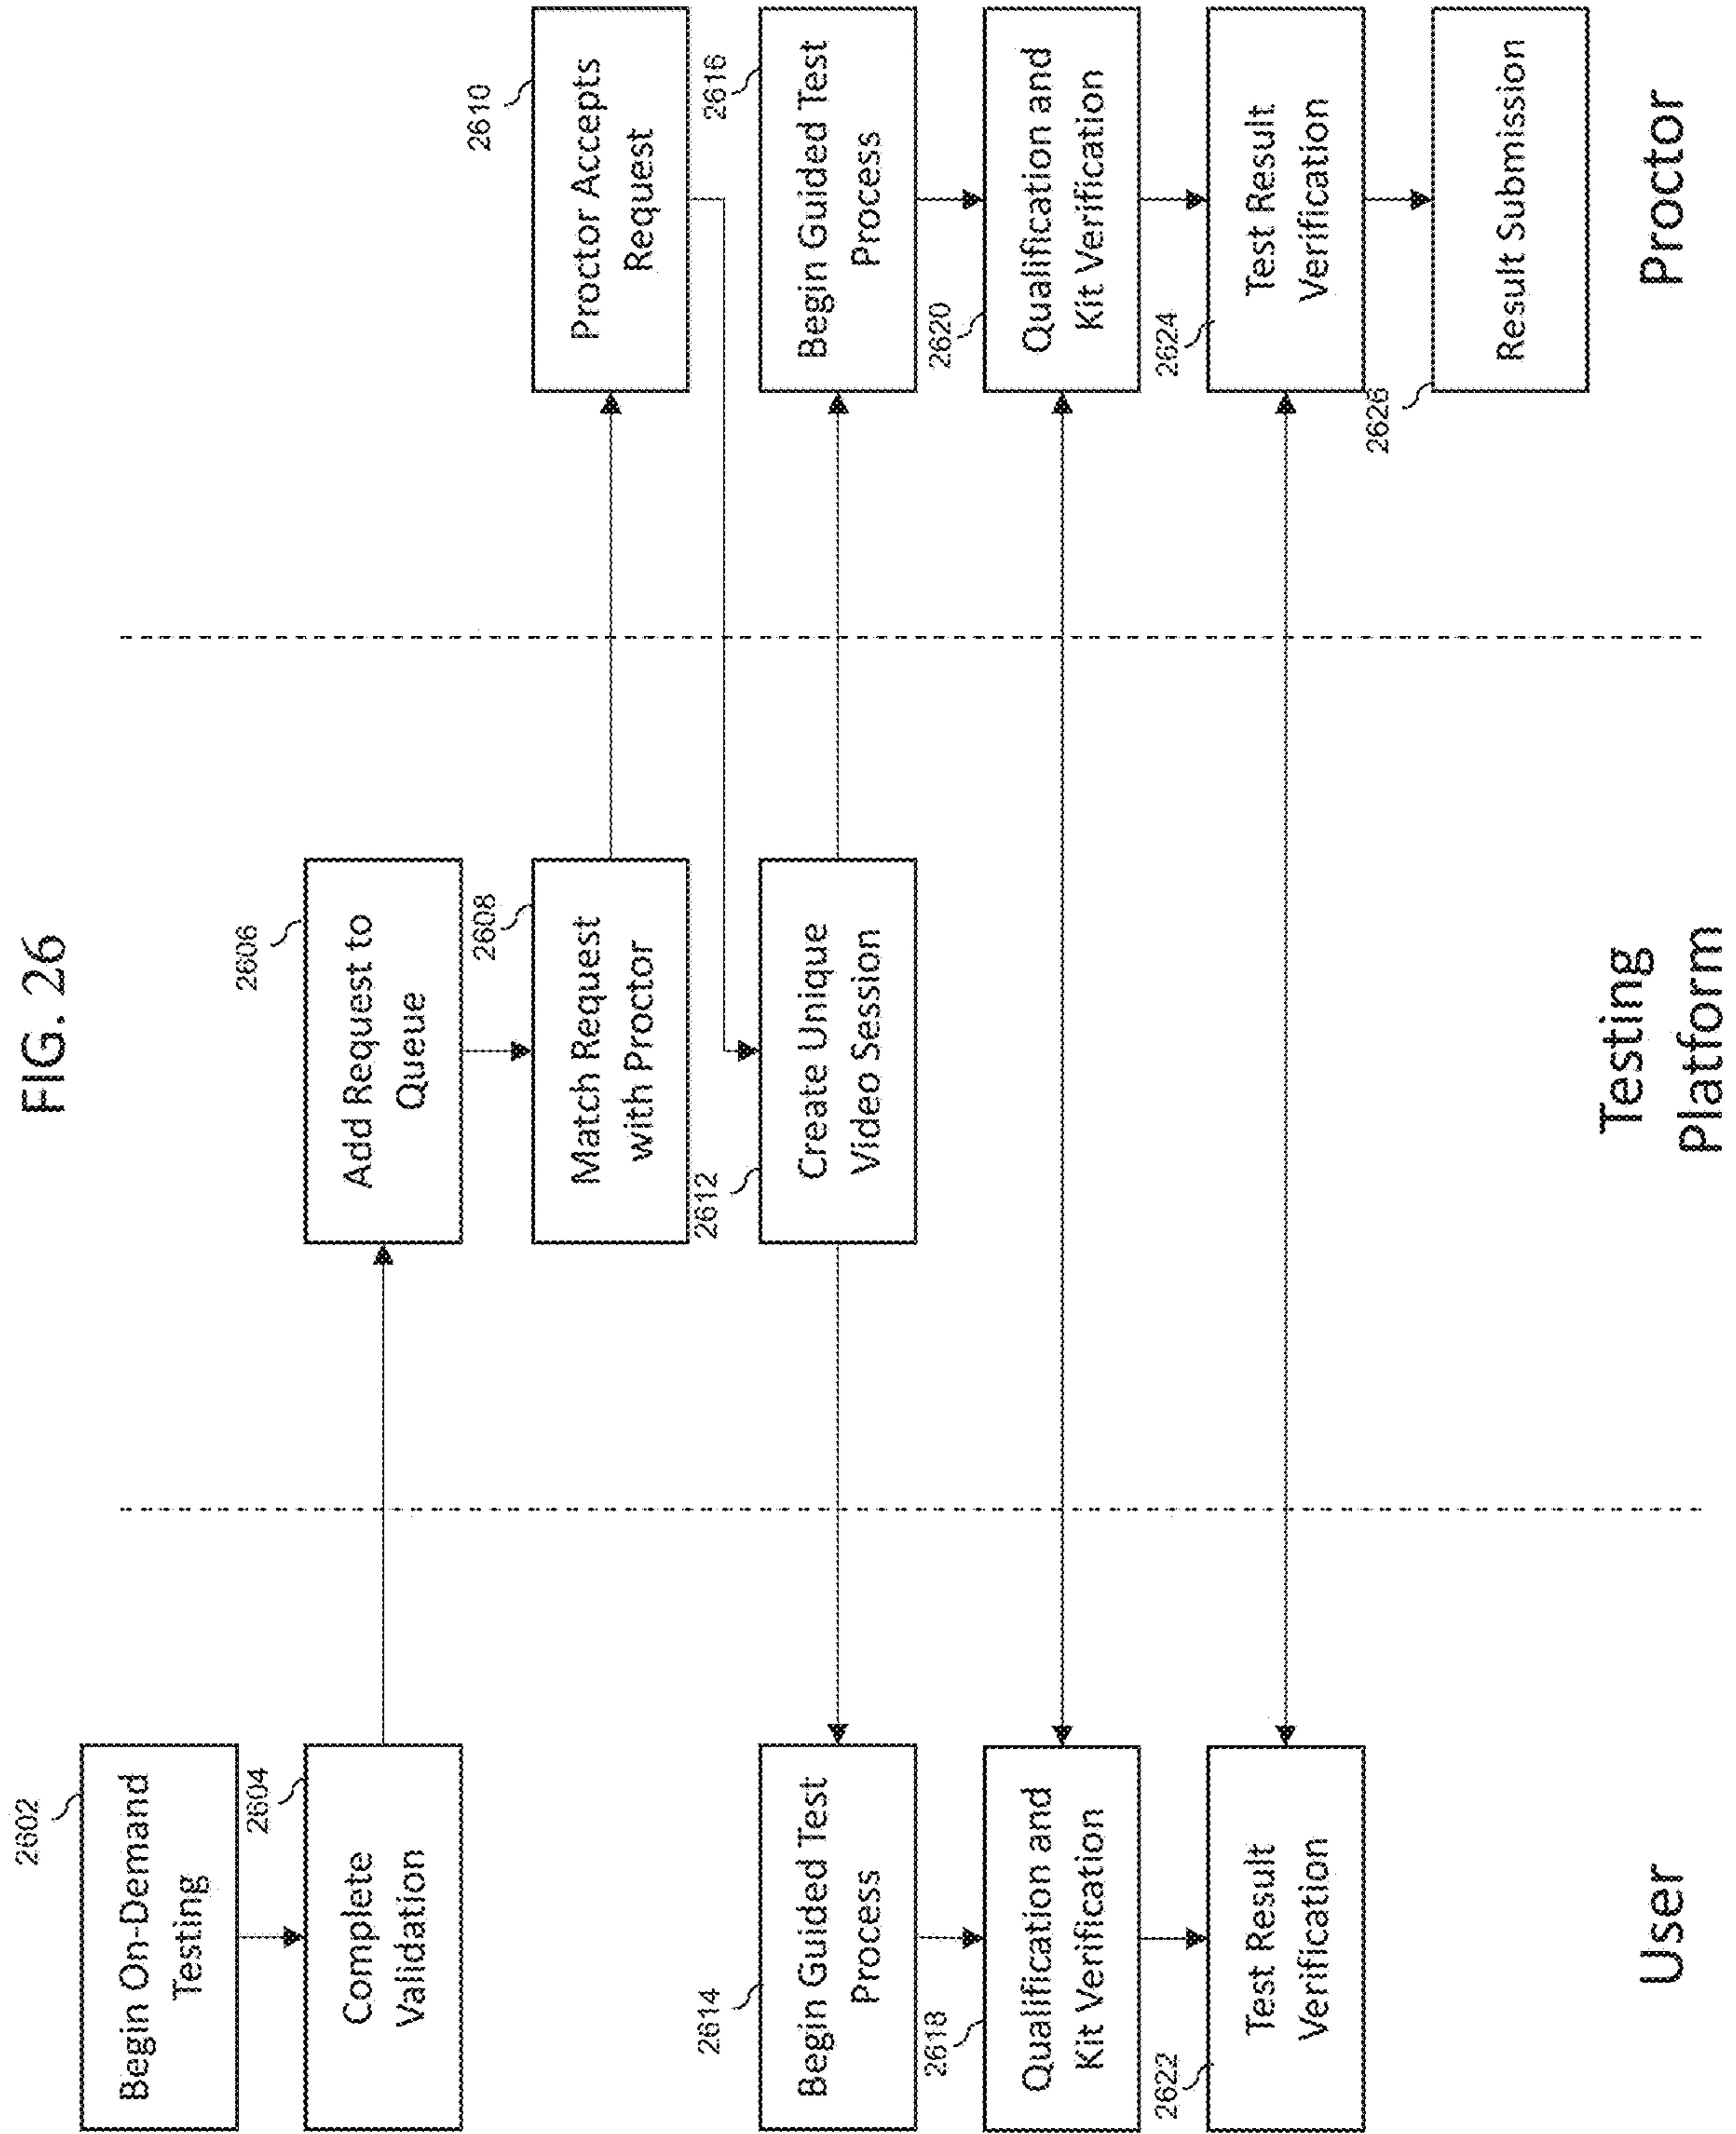 FIG. 26
2602
Begin On-Demand
Testing
2604
Complete
Validation
2606
Add Request to
Queue
2608
Match Request
with Proctor
2610
Proctor Accepts
Request
2612
Create Unique
Video Session
2614
Begin Guided Test
Process
2616
Begin Guided Test
Process
2618
Qualification and
Kit Verification
2620
Qualification and
Kit Verification
2622
Test Result
Verification
2624
Test Result
Verification
2626
Result Submission
User
Testing
Platform
Proctor